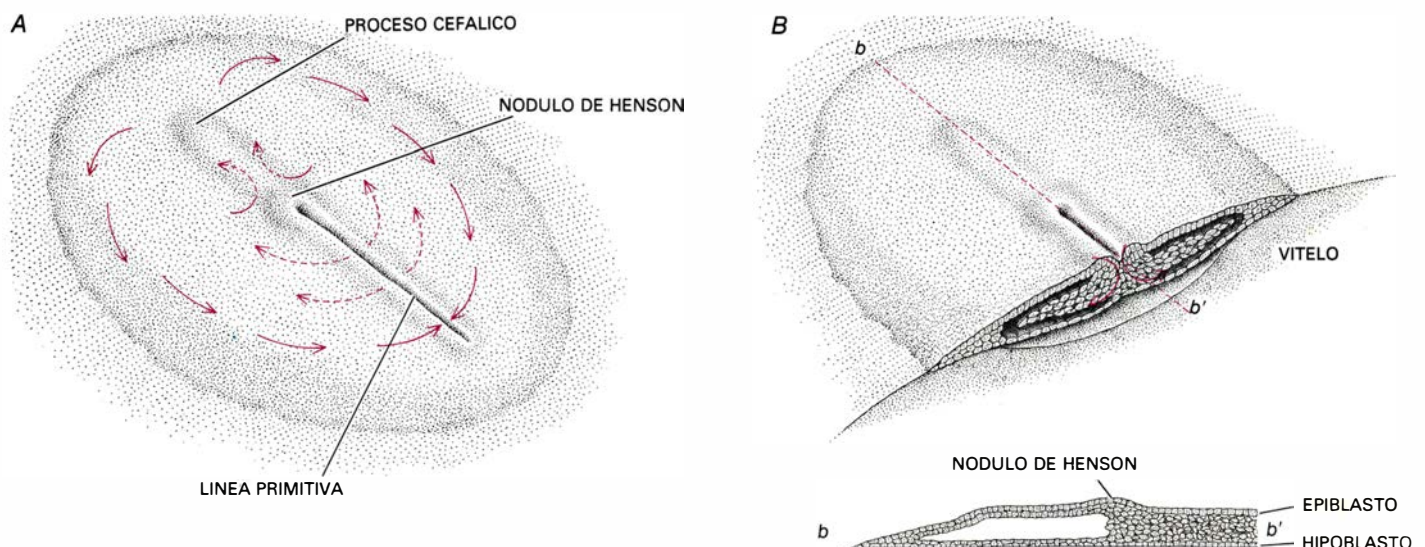 A
PROCESO CEFALICO
NODULO DE HENSON
LINEA PRIMITIVA
B
b
VITELO
b'
NODULO DE HENSON
EPIBLASTO
b
b'
HIPOBLASTO